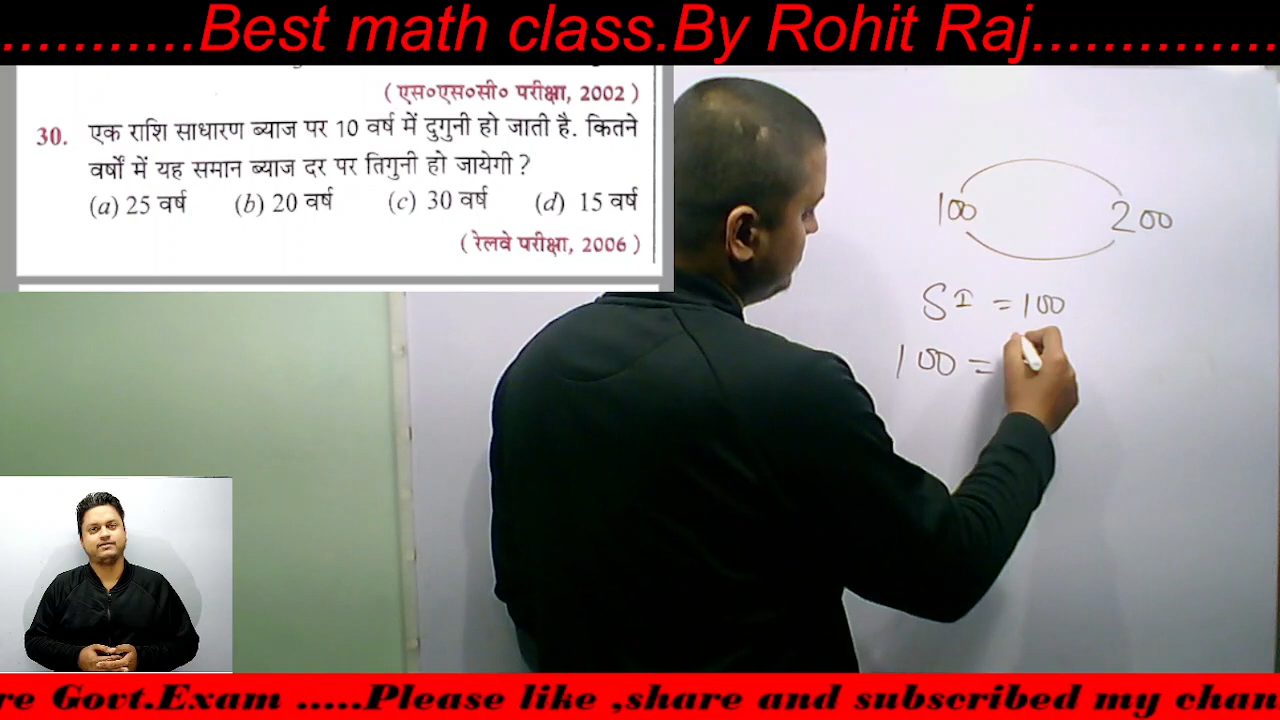 ...........Best math class.By Rohit Raj..............
( एस०एस०सी० परीक्षा, 2002 )
30. एक राशि साधारण ब्याज पर 10 वर्ष में दुगुनी हो जाती है. कितने
वर्षों में यह समान ब्याज दर पर तिगुनी हो जायेगी ?
(a) 25 वर्ष (b) 20 वर्ष (c) 30 वर्ष (d) 15 वर्ष
( रेलवे परीक्षा, 2006 )
100 200
SI = 100
100 =
re Govt.Exam .....Please like ,share and subscribed my chan